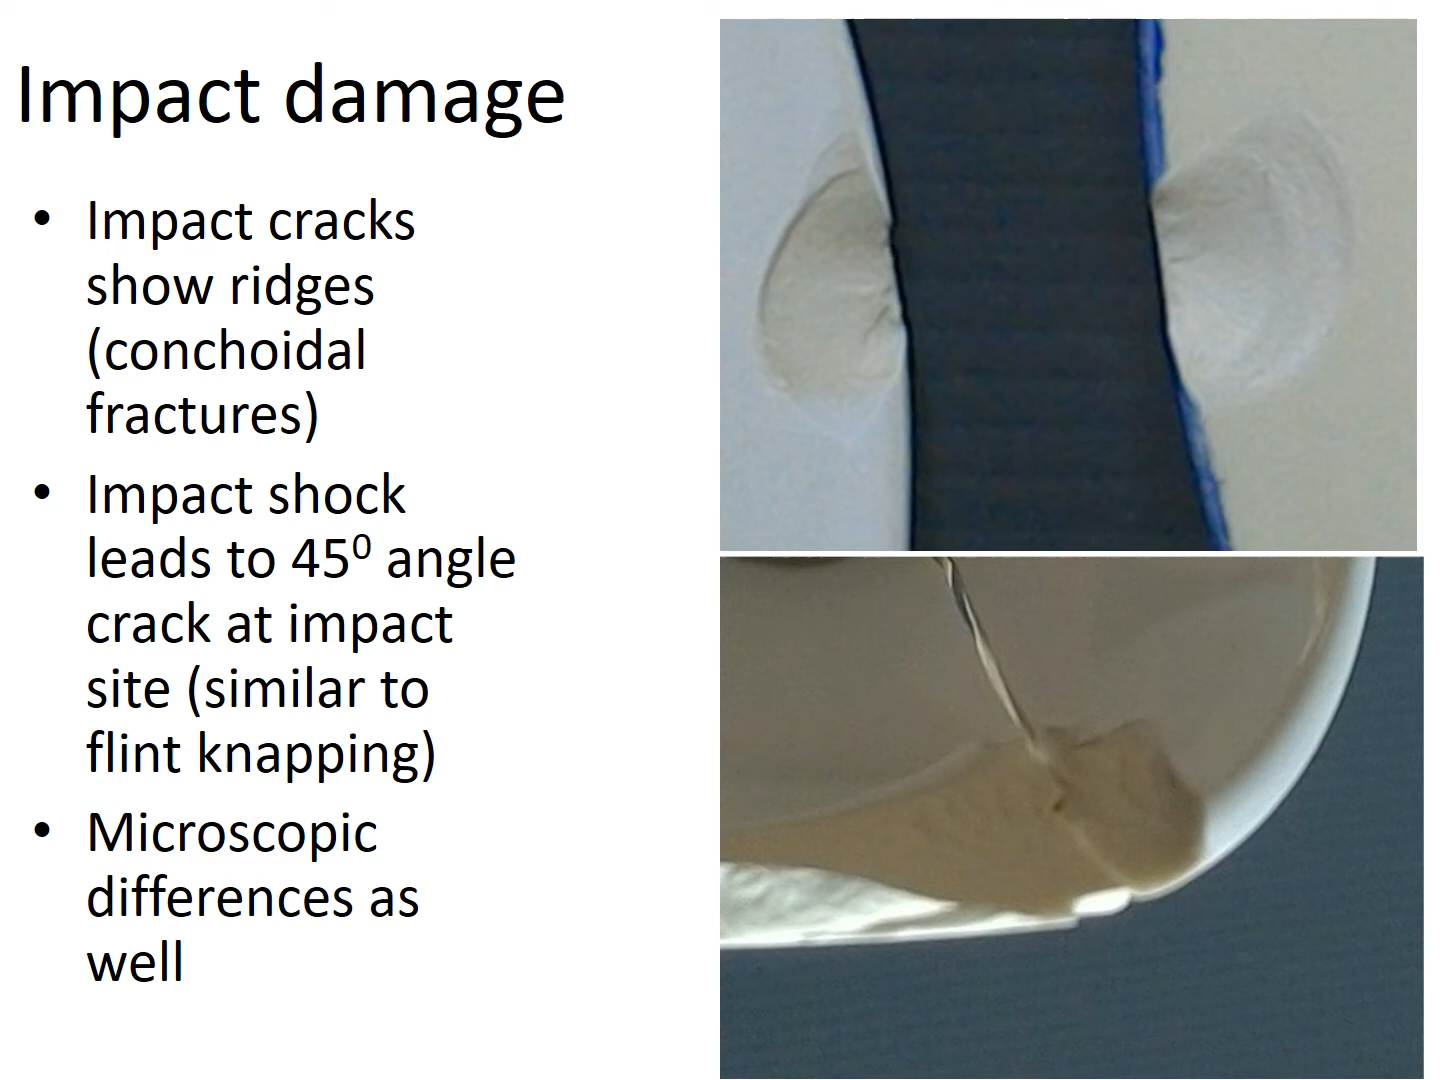 Impact damage
• Impact cracks
show ridges
(conchoidal
fractures)
• Impact shock
leads to 45⁰ angle
crack at impact
site (similar to
flint knapping)
• Microscopic
differences as
well